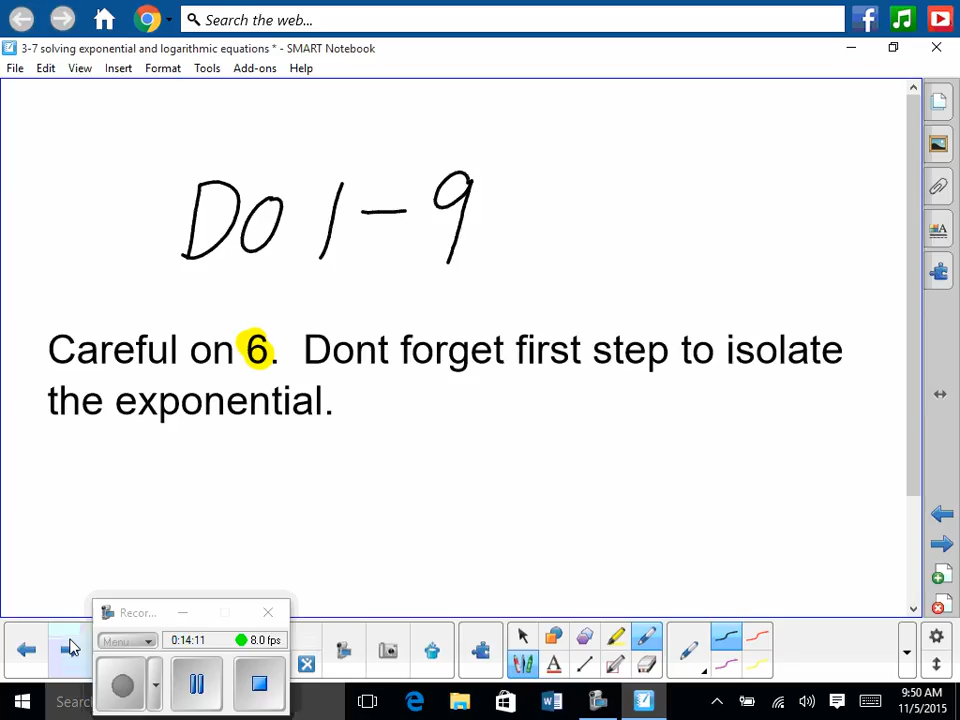 Search the web...
3-7 solving exponential and logarithmic equations * - SMART Notebook
File Edit View Insert Format Tools Add-ons Help
Do 1-9
Careful on 6. Dont forget first step to isolate
the exponential.
Recor...
Menu 0:14:11 8.0 fps
Search
9:50 AM
11/5/2015